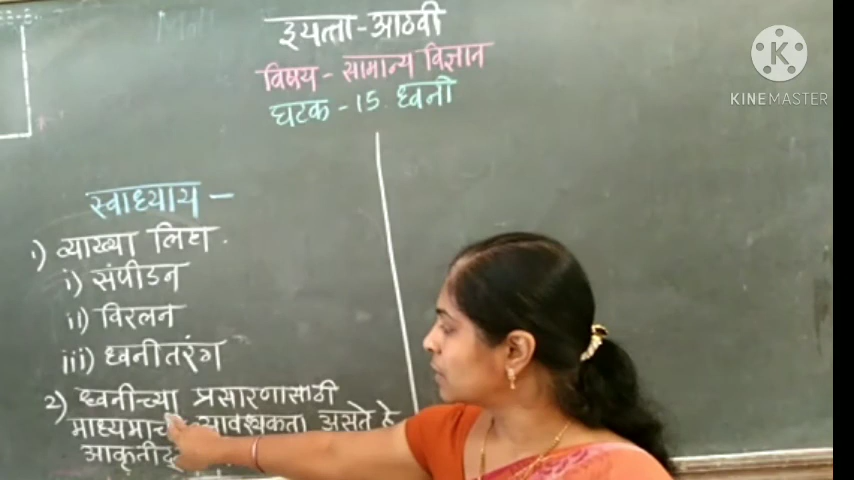 इयत्ता-आठवी
विषय - सामान्य विज्ञान
घटक - 15. ध्वनी
स्वाध्याय -
1) व्याख्या लिहा.
i) संपीडन
ii) विरलन
iii) ध्वनीतरंग
2) ध्वनीच्या प्रसारणासाठी
आवश्यकता असते हे
K
KINEMASTER